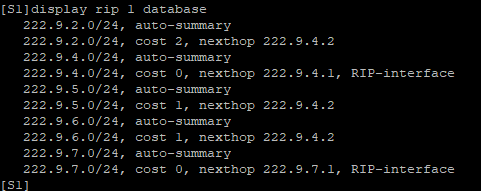 [S1]display rip 1 database
222.9.2.0/24, auto-summary
222.9.2.0/24, cost 2, nexthop 222.9.4.2
222.9.4.0/24, auto-summary
222.9.4.0/24, cost 0, nexthop 222.9.4.1, RIP-interface
222.9.5.0/24, auto-summary
222.9.5.0/24, cost 1, nexthop 222.9.4.2
222.9.6.0/24, auto-summary
222.9.6.0/24, cost 1, nexthop 222.9.4.2
222.9.7.0/24, auto-summary
222.9.7.0/24, cost 0, nexthop 222.9.7.1, RIP-interface
[S1]